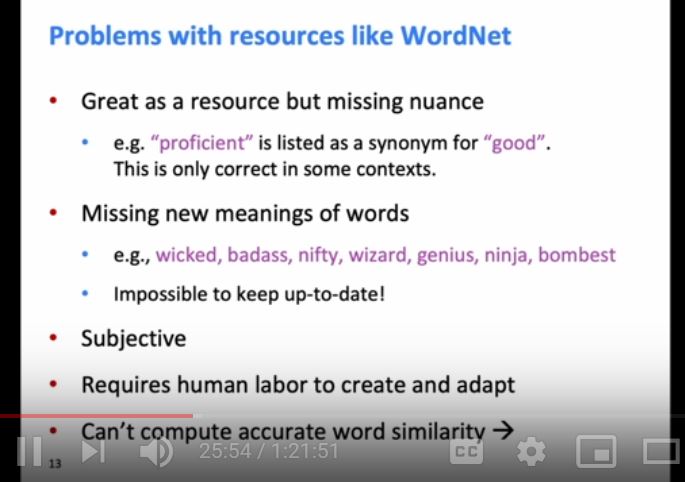 Problems with resources like WordNet
• Great as a resource but missing nuance
• e.g. “proficient” is listed as a synonym for “good”.
This is only correct in some contexts.
• Missing new meanings of words
• e.g., wicked, badass, nifty, wizard, genius, ninja, bombest
• Impossible to keep up-to-date!
• Subjective
• Requires human labor to create and adapt
• Can’t compute accurate word similarity →
25:54 / 1:21:51
CC
13